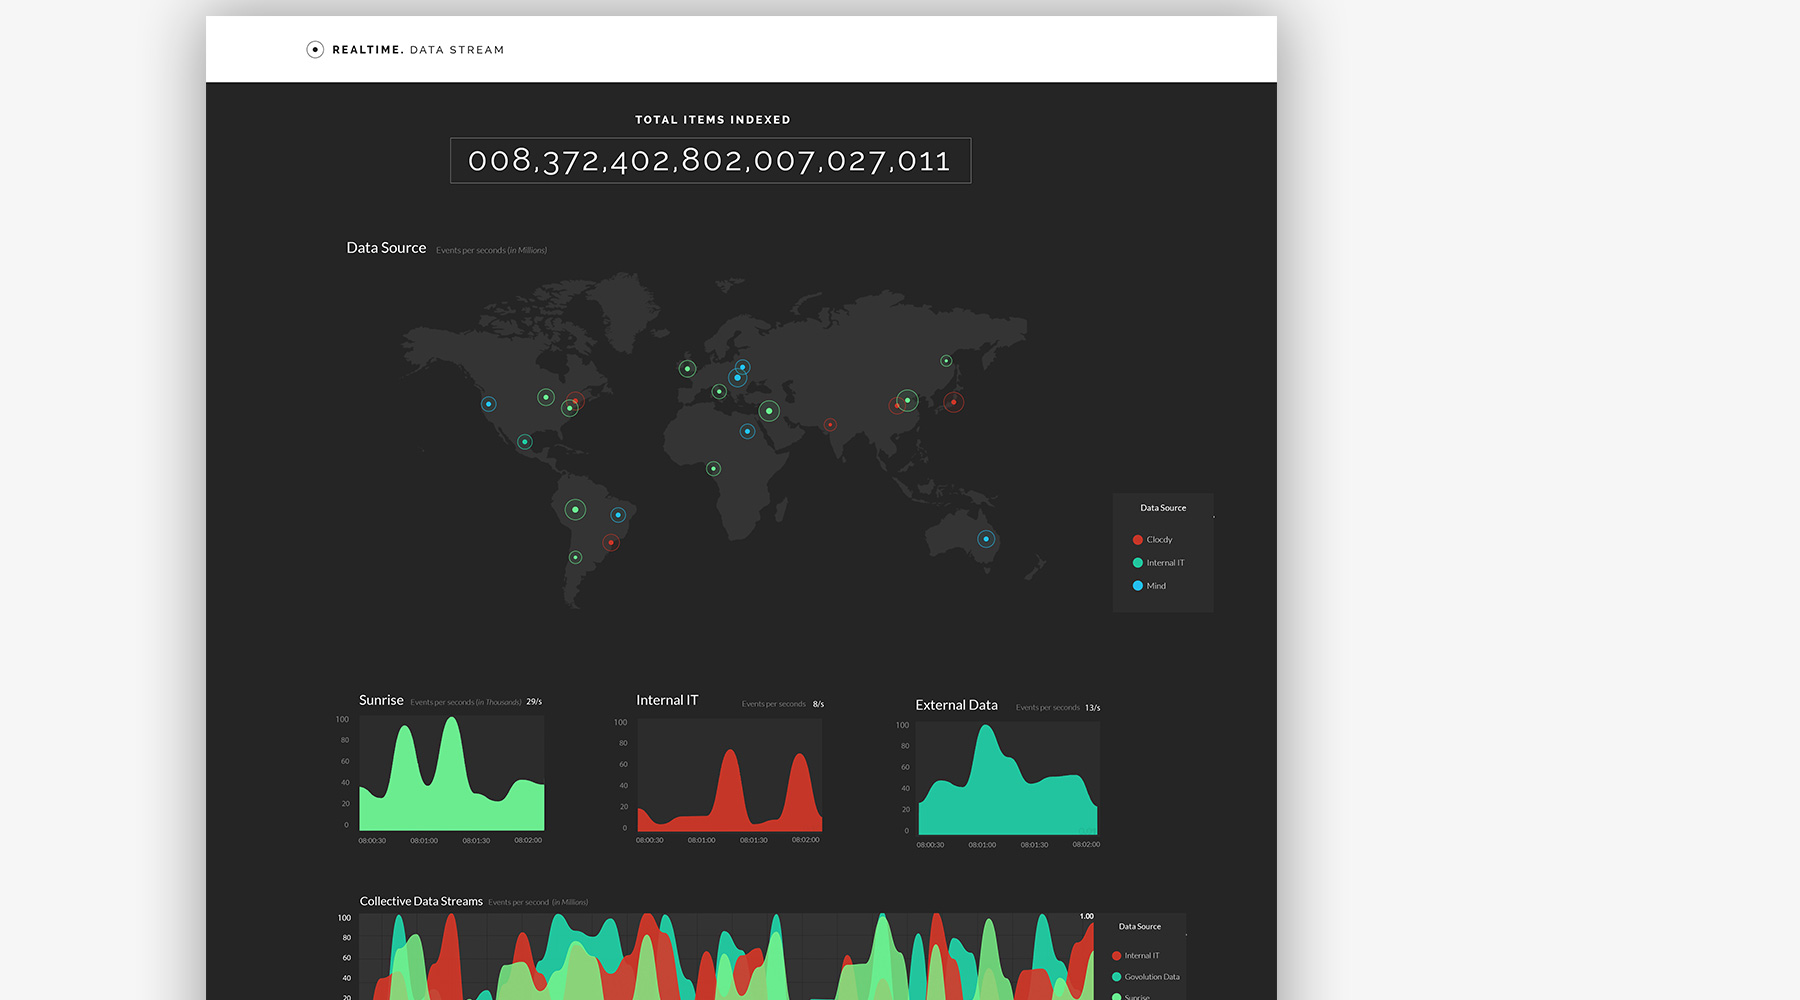 REALTIME. DATA STREAM
TOTAL ITEMS INDEXED
008,372,402,802,007,027,011
Data Source Events per seconds (in Millions)
Data Source
Clocdy
Internal IT
Mind
Sunrise Events per seconds (in Thousands) 29/s
100
80
60
40
20
0
08:00:30 08:01:00 08:01:30 08:02:00
Internal IT Events per seconds 8/s
100
80
60
40
20
0
08:00:30 08:01:00 08:01:30 08:02:00
External Data Events per seconds 13/s
100
80
60
40
20
0
08:00:30 08:01:00 08:01:30 08:02:00
Collective Data Streams Events per second (in Millions)
100
80
60
40
20
1.00
Data Source
Internal IT
Govolution Data
Sunrise